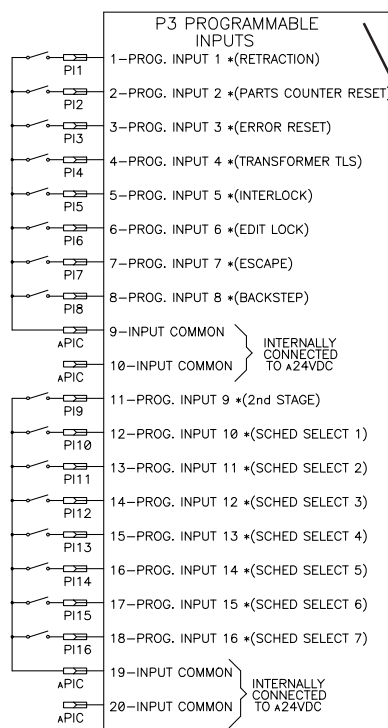 P3 PROGRAMMABLE
INPUTS
PI1 1-PROG. INPUT 1 *(RETRACTION)
PI2 2-PROG. INPUT 2 *(PARTS COUNTER RESET)
PI3 3-PROG. INPUT 3 *(ERROR RESET)
PI4 4-PROG. INPUT 4 *(TRANSFORMER TLS)
PI5 5-PROG. INPUT 5 *(INTERLOCK)
PI6 6-PROG. INPUT 6 *(EDIT LOCK)
PI7 7-PROG. INPUT 7 *(ESCAPE)
PI8 8-PROG. INPUT 8 *(BACKSTEP)
APIC 9-INPUT COMMON
APIC 10-INPUT COMMON
INTERNALLY
CONNECTED
TO A24VDC
PI9 11-PROG. INPUT 9 *(2nd STAGE)
PI10 12-PROG. INPUT 10 *(SCHED SELECT 1)
PI11 13-PROG. INPUT 11 *(SCHED SELECT 2)
PI12 14-PROG. INPUT 12 *(SCHED SELECT 3)
PI13 15-PROG. INPUT 13 *(SCHED SELECT 4)
PI14 16-PROG. INPUT 14 *(SCHED SELECT 5)
PI15 17-PROG. INPUT 15 *(SCHED SELECT 6)
PI16 18-PROG. INPUT 16 *(SCHED SELECT 7)
APIC 19-INPUT COMMON
APIC 20-INPUT COMMON
INTERNALLY
CONNECTED
TO A24VDC